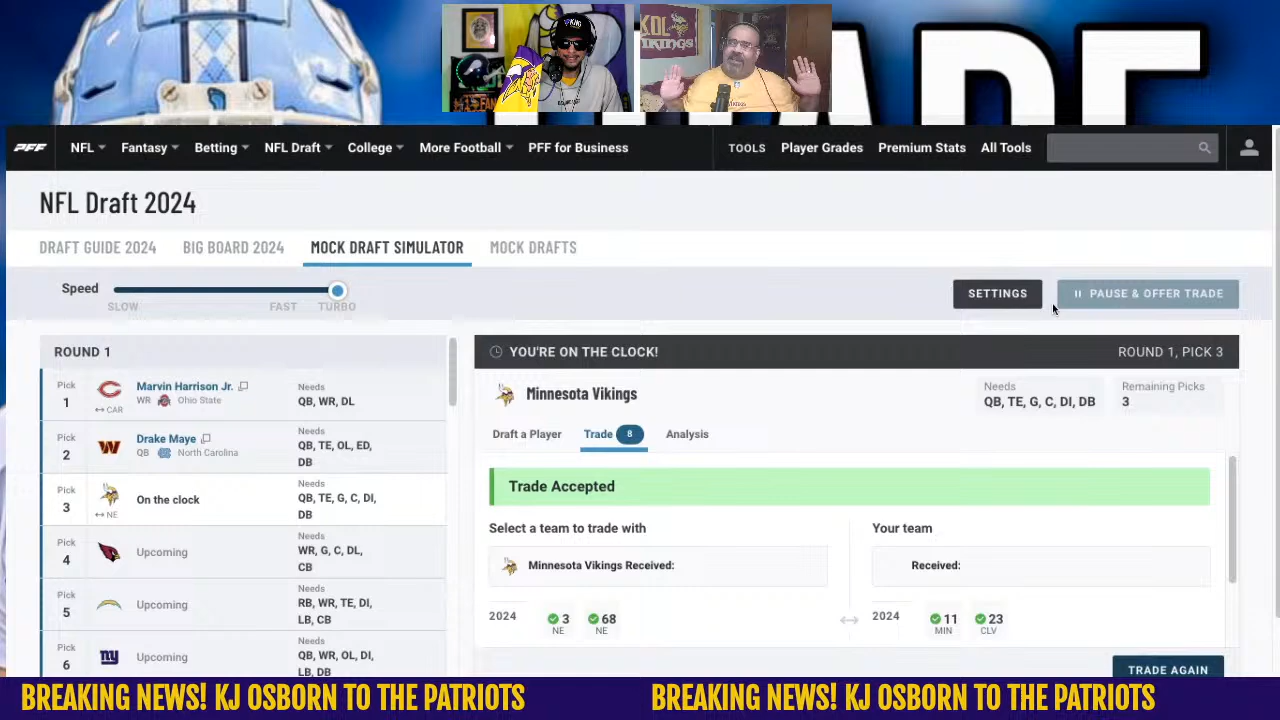 KOL
VIKINGS
PFF
NFL
Fantasy
Betting
NFL Draft
College
More Football
PFF for Business
TOOLS
Player Grades
Premium Stats
All Tools
NFL Draft 2024
DRAFT GUIDE 2024
BIG BOARD 2024
MOCK DRAFT SIMULATOR
MOCK DRAFTS
Speed
SLOW
FAST
TURBO
SETTINGS
PAUSE & OFFER TRADE
ROUND 1
Pick
1
CAR
Marvin Harrison Jr.
WR Ohio State
Needs
QB, WR, DL
Pick
2
Drake Maye
QB North Carolina
Needs
QB, TE, OL, ED,
DB
Pick
3
NE
On the clock
Needs
QB, TE, G, C, DI,
DB
Pick
4
Upcoming
Needs
WR, G, C, DL,
CB
Pick
5
Upcoming
Needs
RB, WR, TE, DI,
LB, CB
Pick
6
ny
Upcoming
Needs
QB, WR, OL, DI,
LB, DB
YOU'RE ON THE CLOCK!
ROUND 1, PICK 3
Minnesota Vikings
Needs
QB, TE, G, C, DI, DB
Remaining Picks
3
Draft a Player
Trade 8
Analysis
Trade Accepted
Select a team to trade with
Your team
Minnesota Vikings Received:
Received:
2024
3
NE
68
NE
2024
11
MIN
23
CLV
TRADE AGAIN
BREAKING NEWS! KJ OSBORN TO THE PATRIOTS
BREAKING NEWS! KJ OSBORN TO THE PATRIOTS